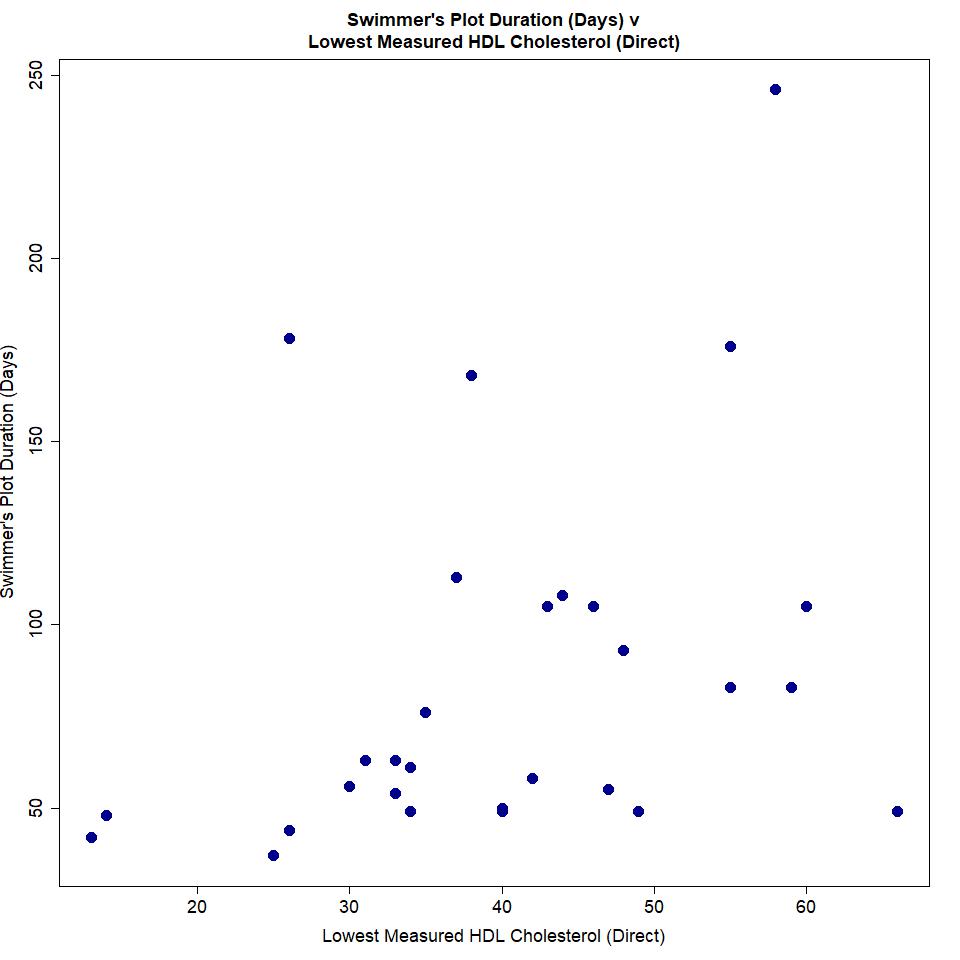 Swimmer's Plot Duration (Days) v
Lowest Measured HDL Cholesterol (Direct)
Swimmer's Plot Duration (Days)
250
200
150
100
50
20 30 40 50 60
Lowest Measured HDL Cholesterol (Direct)